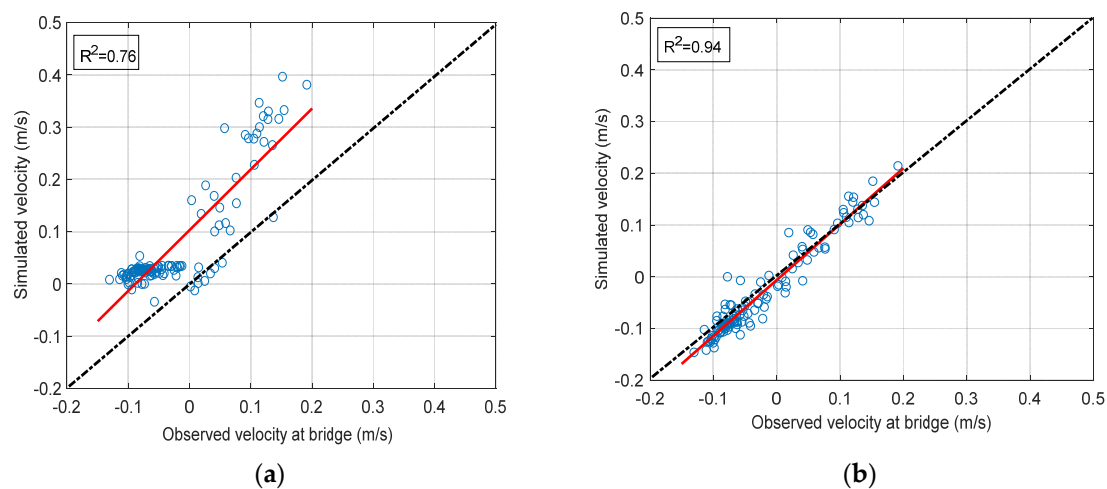 R2=0.76
0.5
0.4
0.3
0.2
0.1
0
-0.1
-0.2
-0.2 -0.1 0 0.1 0.2 0.3 0.4 0.5
Simulated velocity (m/s)
Observed velocity at bridge (m/s)
(a)
R2=0.94
0.5
0.4
0.3
0.2
0.1
0
-0.1
-0.2
-0.2 -0.1 0 0.1 0.2 0.3 0.4 0.5
Simulated velocity (m/s)
Observed velocity at bridge (m/s)
(b)